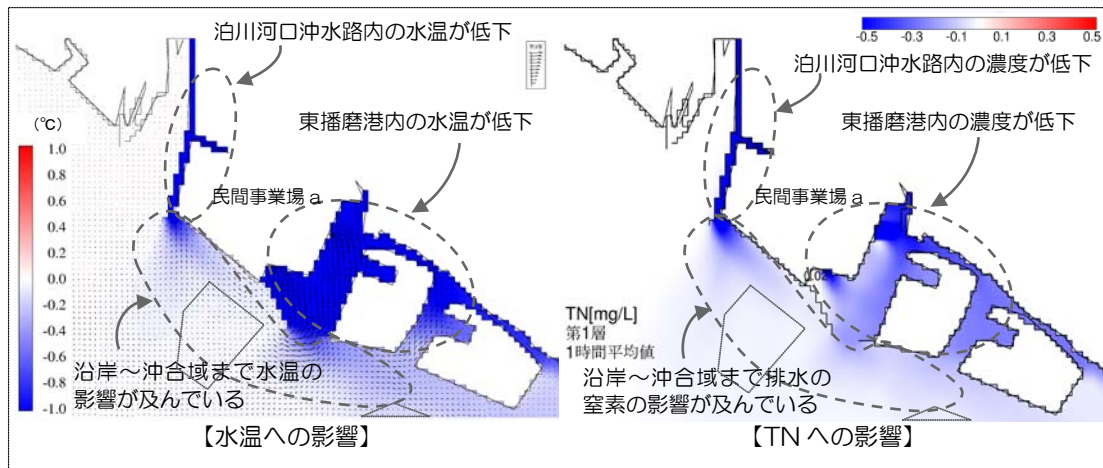 泊川河口沖水路内の水温が低下
東播磨港内の水温が低下
(℃)
1.0
0.8
0.6
0.4
0.2
0.0
-0.2
-0.4
-0.6
-0.8
-1.0
民間事業場a
沿岸～沖合域まで水温の
影響が及んでいる
【水温への影響】
-0.5
-0.3
-0.1
0.1
0.3
0.5
泊川河口沖水路内の濃度が低下
東播磨港内の濃度が低下
民間事業場a
TN[mg/L]
第1層
1時間平均値
沿岸～沖合域まで排水の
窒素の影響が及んでいる
【TNへの影響】